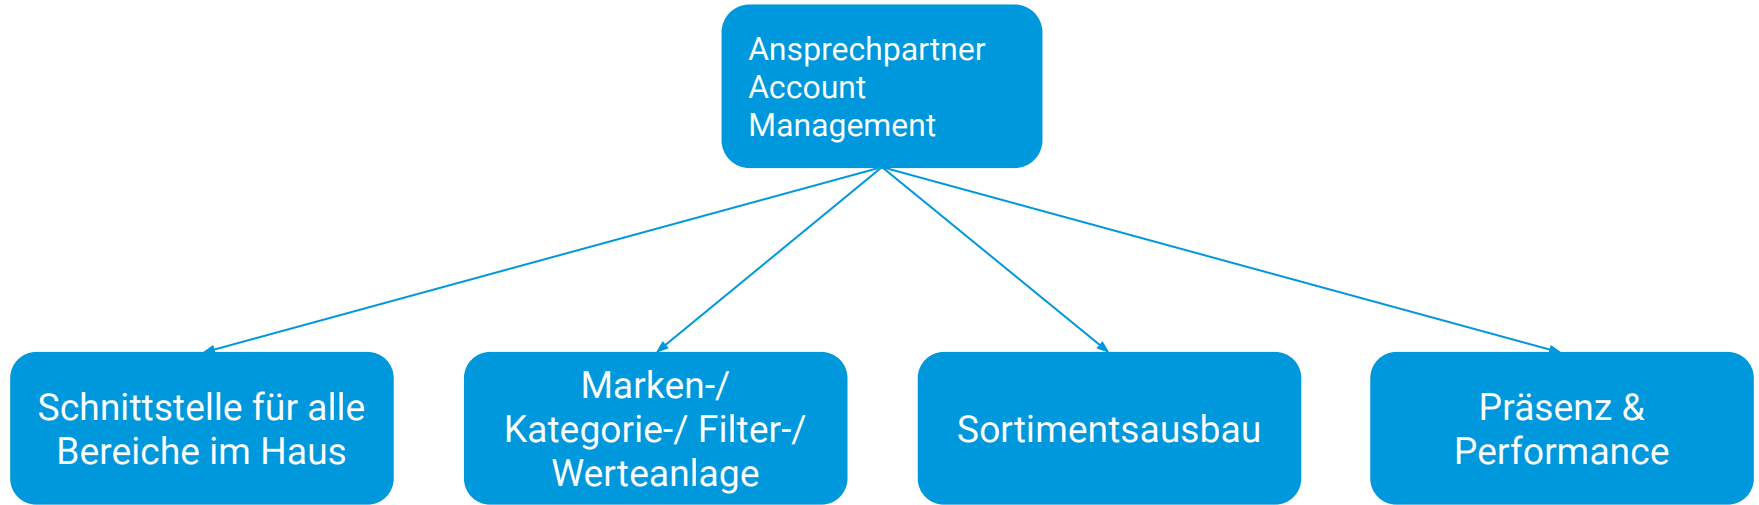 Ansprechpartner
Account
Management
Schnittstelle für alle
Bereiche im Haus
Marken-/
Kategorie-/ Filter-/
Werteanlage
Sortimentsausbau
Präsenz &
Performance